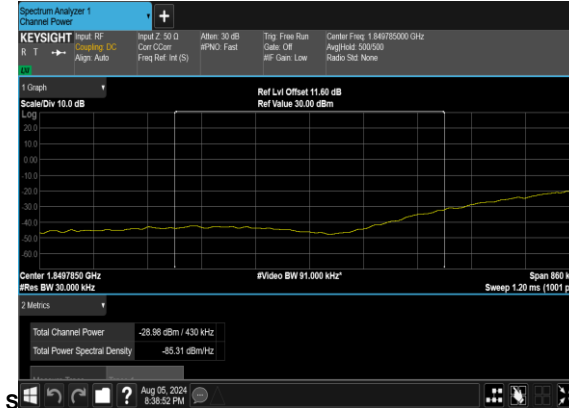 Spectrum Analyzer 1
Channel Power
+
KEYSIGHT Input: RF Input Z: 50 Ω Atten: 30 dB Trig: Free Run Center Freq: 1.849785000 GHz
R T Coupling: DC Corr CCorr #PNO: Fast Gate: Off Avg|Hold: 500/500
Align: Auto Freq Ref: Int (S) #IF Gain: Low Radio Std: None
1 Graph
Ref Lvl Offset 11.60 dB
Scale/Div 10.0 dB Ref Value 30.00 dBm
Log
20.0
10.0
0.00
-10.0
-20.0
-30.0
-40.0
-50.0
-60.0
Center 1.8497850 GHz #Video BW 91.000 kHz* Span 860 k
#Res BW 30.000 kHz Sweep 1.20 ms (1001 p
2 Metrics
Total Channel Power -28.98 dBm / 430 kHz
Total Power Spectral Density -85.31 dBm/Hz
s
?
Aug 05, 2024
8:38:52 PM